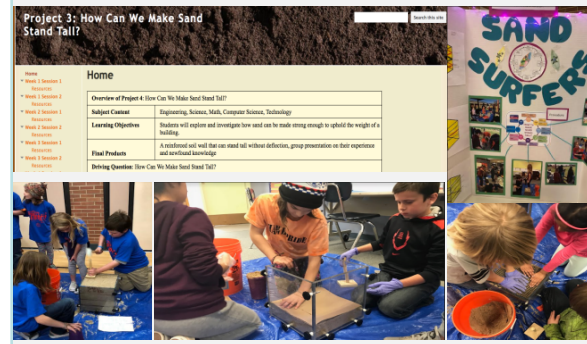 Project 3: How Can We Make Sand
Stand Tall?
Search this site
Home
Week 1 Session 1
Resources
Week 1 Session 2
Resources
Week 2 Session 1
Resources
Week 2 Session 2
Resources
Week 3 Session 1
Resources
Week 3 Session 2
Resources
Home
Overview of Project 4: How Can We Make Sand Stand Tall?
Subject Content
Engineering, Science, Math, Computer Science, Technology
Learning Objectives
Students will explore and investigate how sand can be made strong enough to uphold the weight of a
building.
Final Products
A reinforced soil wall that can stand tall without deflection, group presentation on their experience
and newfound knowledge
Driving Question: How Can We Make Sand Stand Tall?
SAND
SURFERS